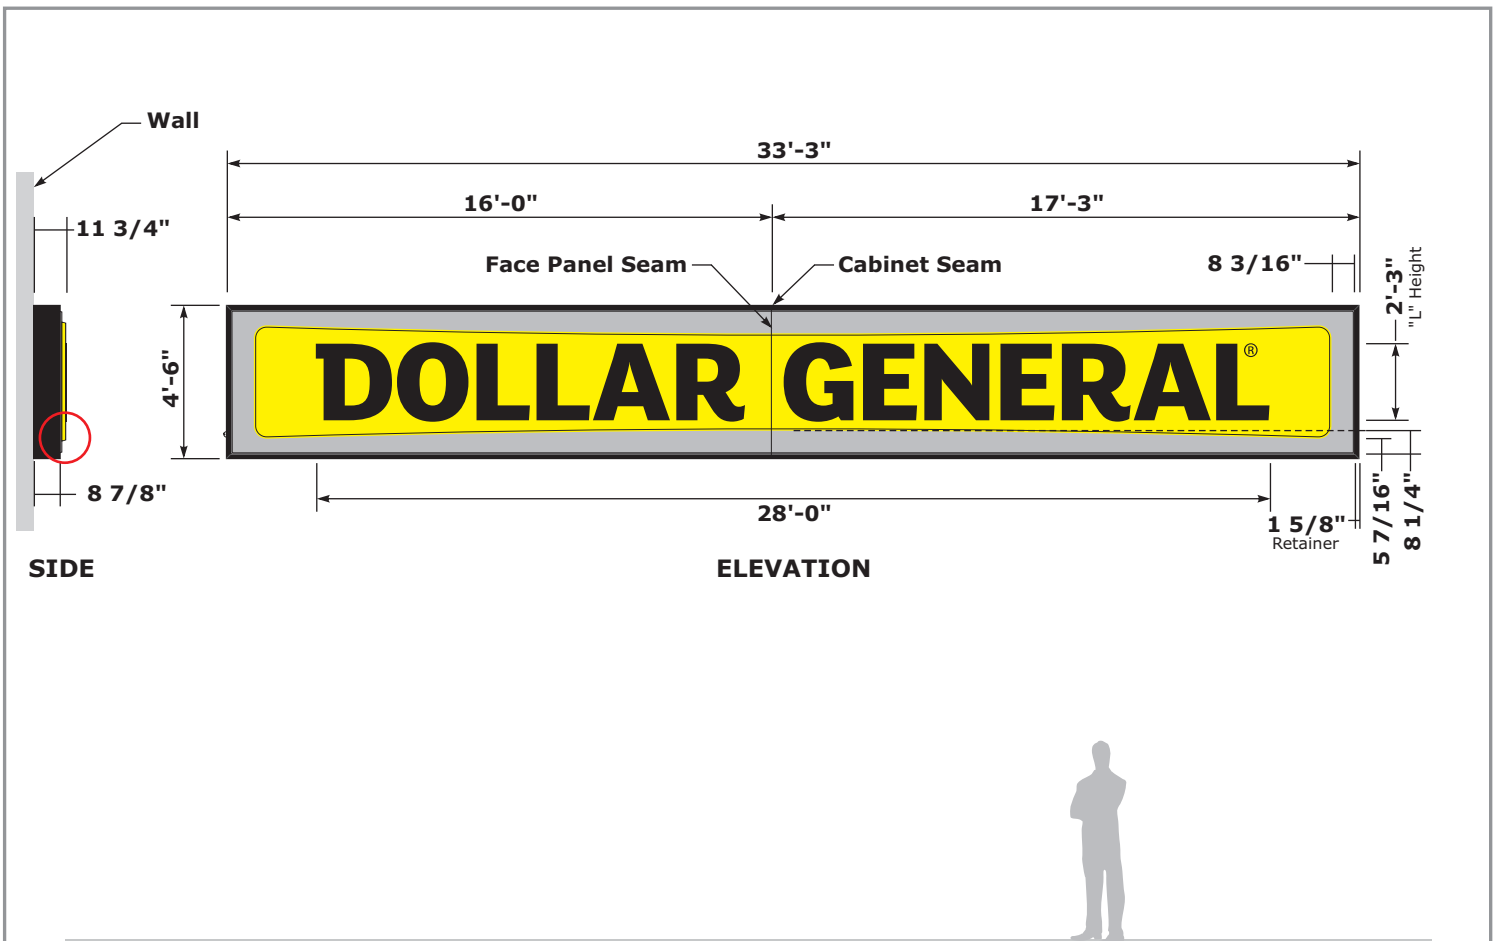 Wall
33'-3"
16'-0"
17'-3"
11 3/4"
Face Panel Seam
Cabinet Seam
8 3/16"
2'-3"
"L" Height
4'-6"
DOLLAR GENERAL®
8 7/8"
28'-0"
1 5/8"
Retainer
5 7/16"
8 1/4"
SIDE
ELEVATION